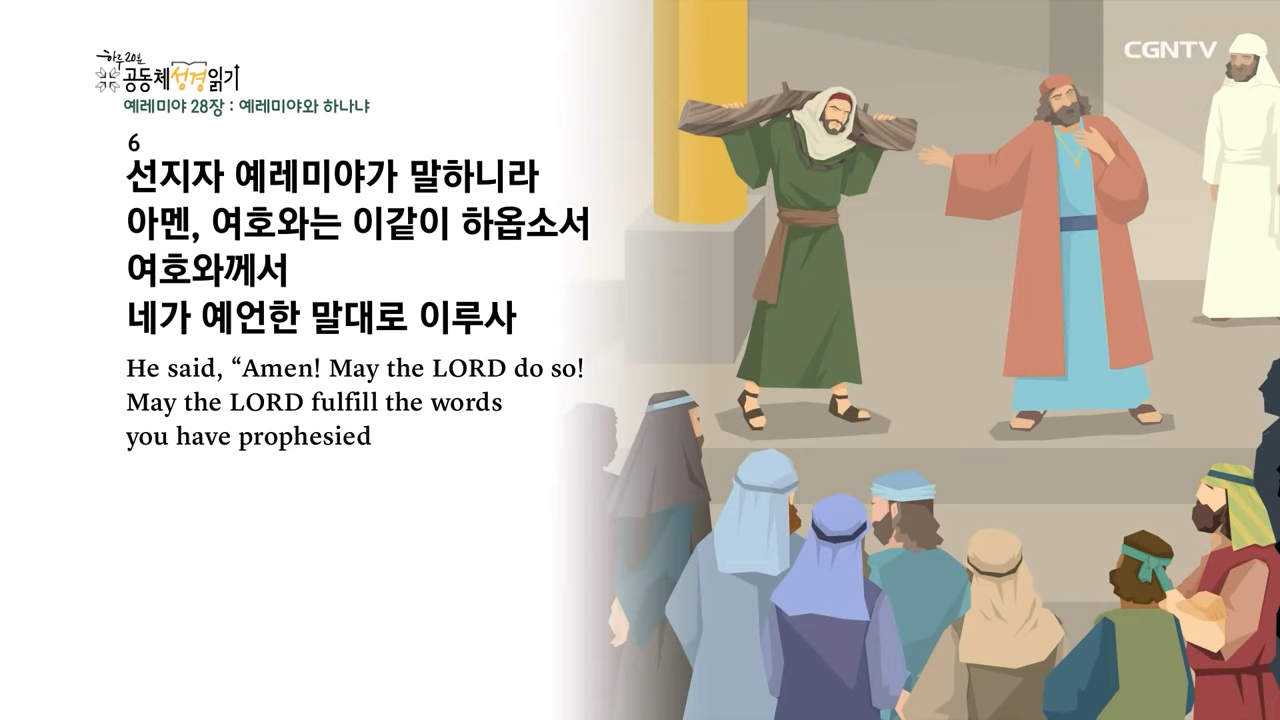 하루 20분
공동체성경읽기
예레미야 28장 : 예레미야와 하나냐
CGNTV
6
선지자 예레미야가 말하니라
아멘, 여호와는 이같이 하옵소서
여호와께서
네가 예언한 말대로 이루사
He said, “Amen! May the LORD do so!
May the LORD fulfill the words
you have prophesied